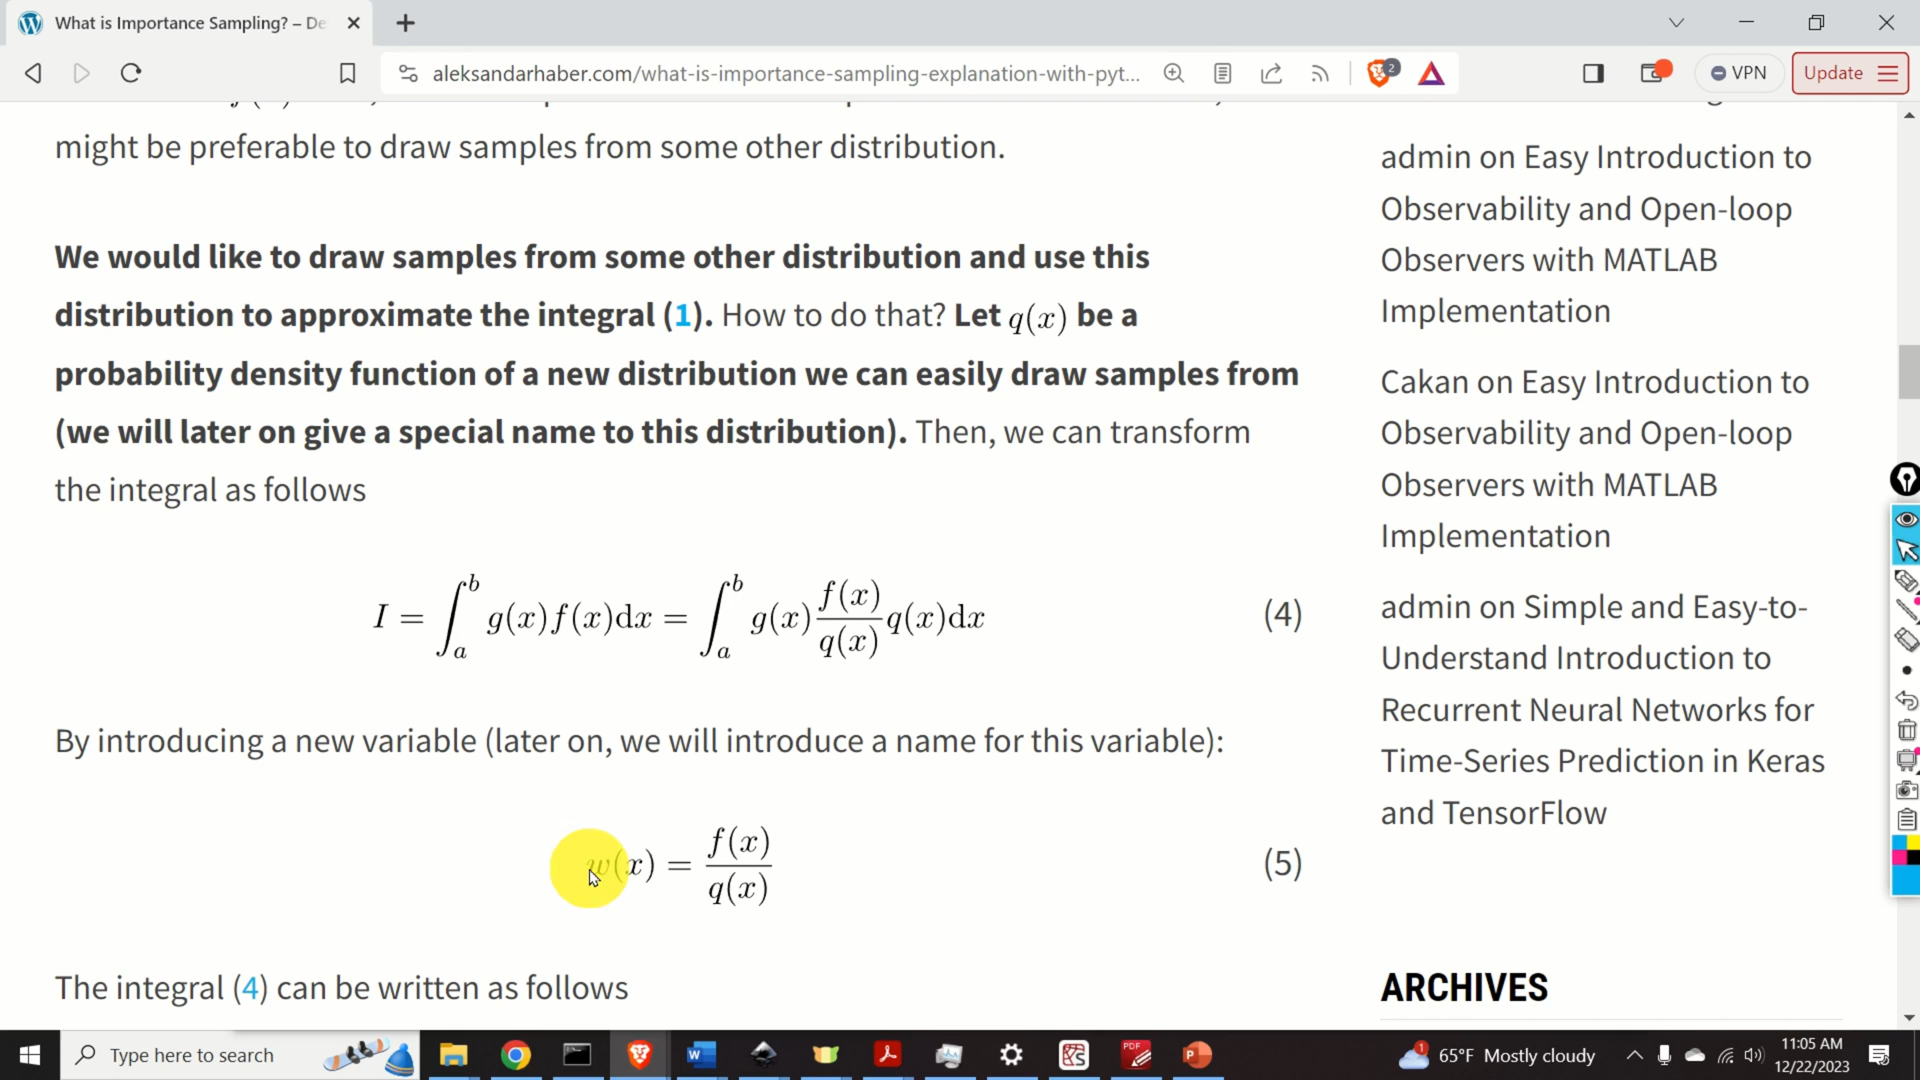 What is Importance Sampling? – De
aleksandarhaber.com/what-is-importance-sampling-explanation-with-pyt...
2
VPN
Update
might be preferable to draw samples from some other distribution.
We would like to draw samples from some other distribution and use this
distribution to approximate the integral (1). How to do that? Let q(x) be a
probability density function of a new distribution we can easily draw samples from
(we will later on give a special name to this distribution). Then, we can transform
the integral as follows
I = ∫_a^b g(x)f(x)dx = ∫_a^b g(x) f(x)/q(x) q(x)dx (4)
By introducing a new variable (later on, we will introduce a name for this variable):
w(x) = f(x)/q(x) (5)
The integral (4) can be written as follows
admin on Easy Introduction to
Observability and Open-loop
Observers with MATLAB
Implementation
Cakan on Easy Introduction to
Observability and Open-loop
Observers with MATLAB
Implementation
admin on Simple and Easy-to-
Understand Introduction to
Recurrent Neural Networks for
Time-Series Prediction in Keras
and TensorFlow
ARCHIVES
Type here to search
PDF
1
65°F Mostly cloudy
11:05 AM
12/22/2023